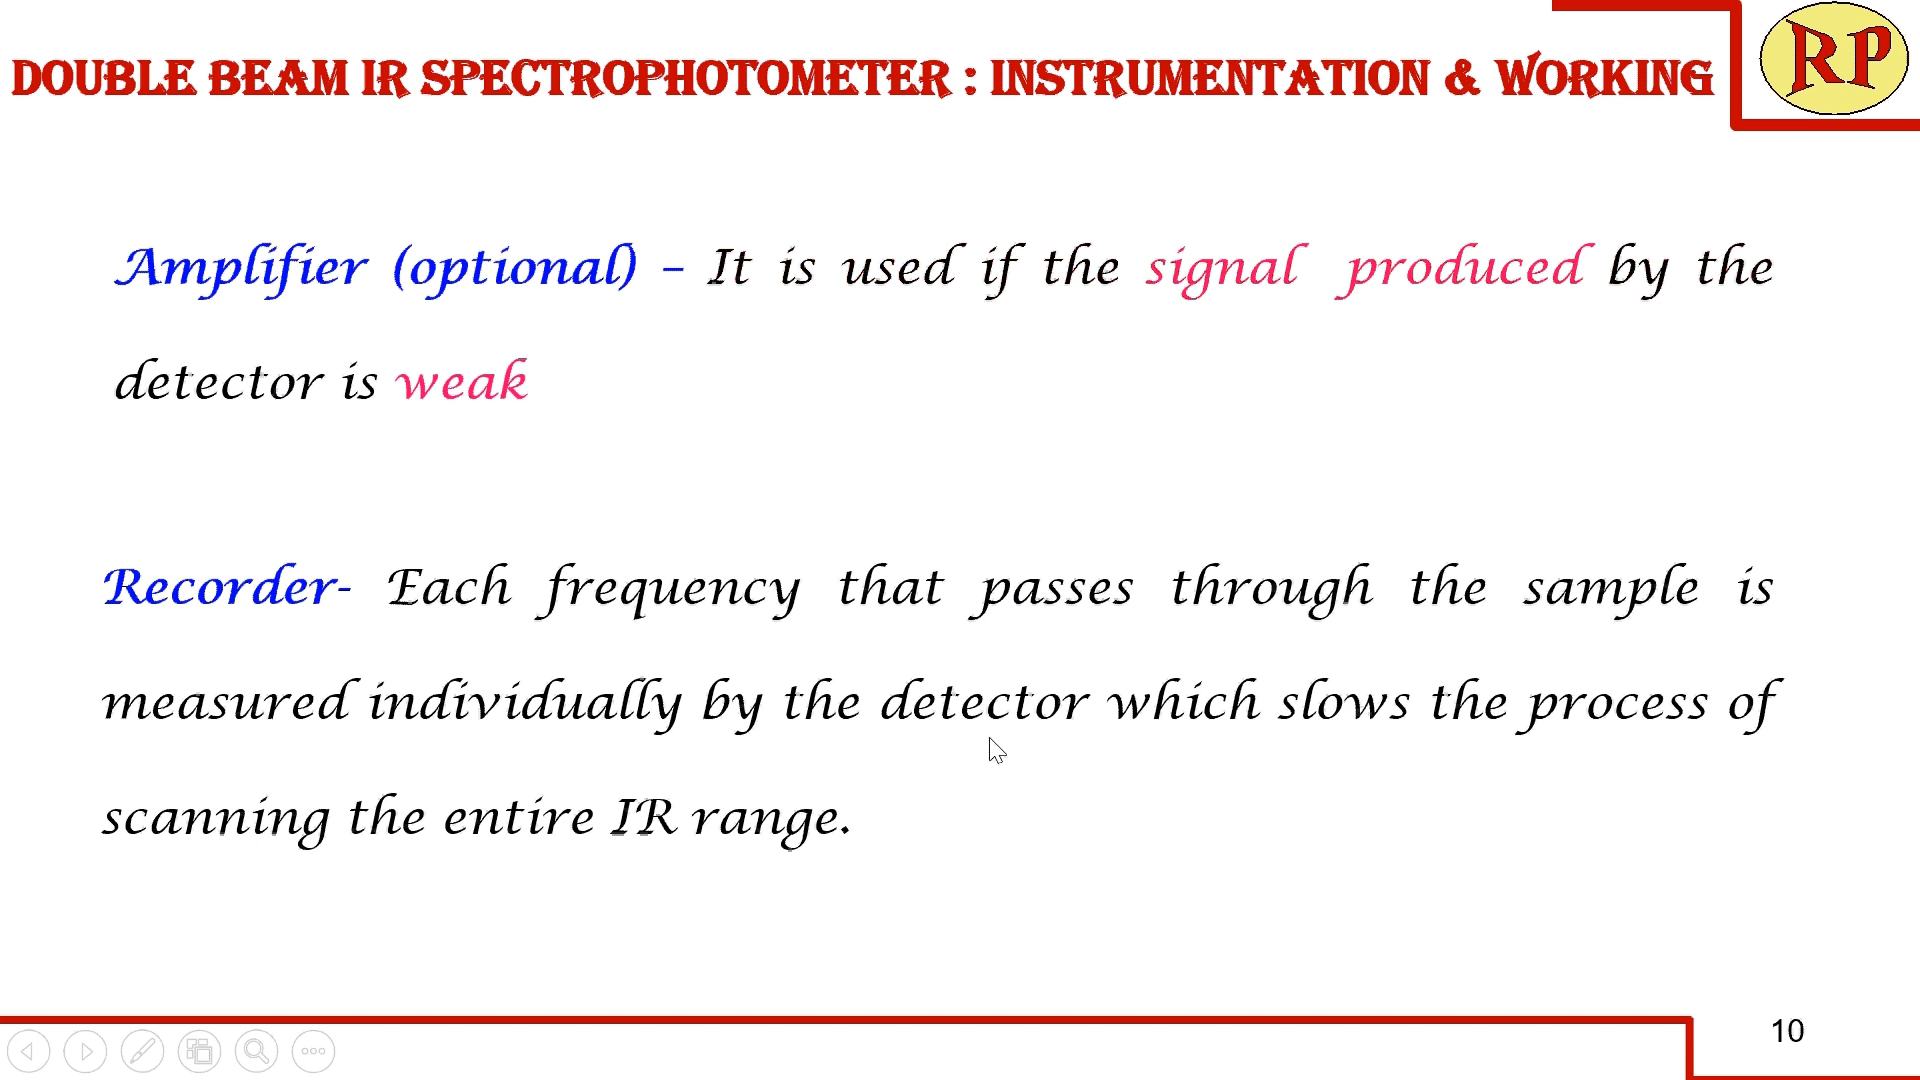 DOUBLE BEAM IR SPECTROPHOTOMETER : INSTRUMENTATION & WORKING
RP
Amplifier (optional) – It is used if the signal produced by the
detector is weak
Recorder- Each frequency that passes through the sample is
measured individually by the detector which slows the process of
scanning the entire IR range.
10